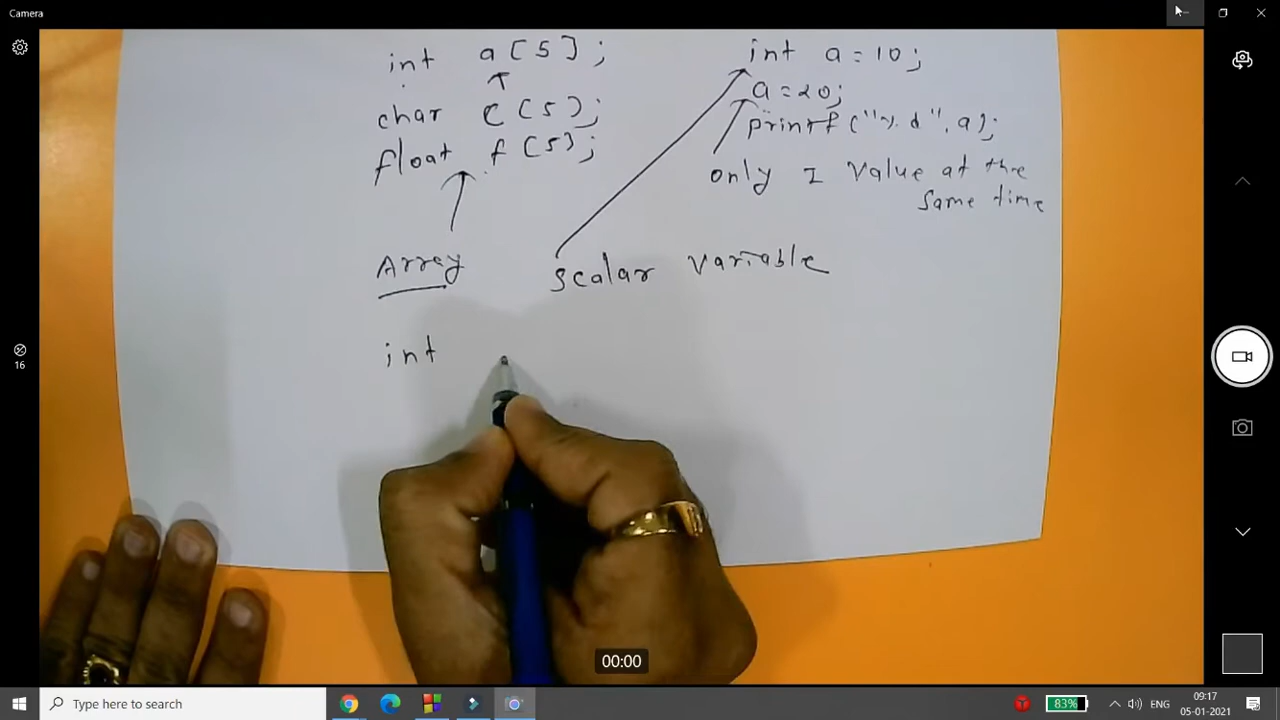 Camera
int a[5];
char c[5];
float f[5];
int a=10;
a=20;
printf("%d",a);
only 1 value at the
same time
Array
scalar variable
int
16
00:00
Type here to search
83%
ENG
09:17
05-01-2021